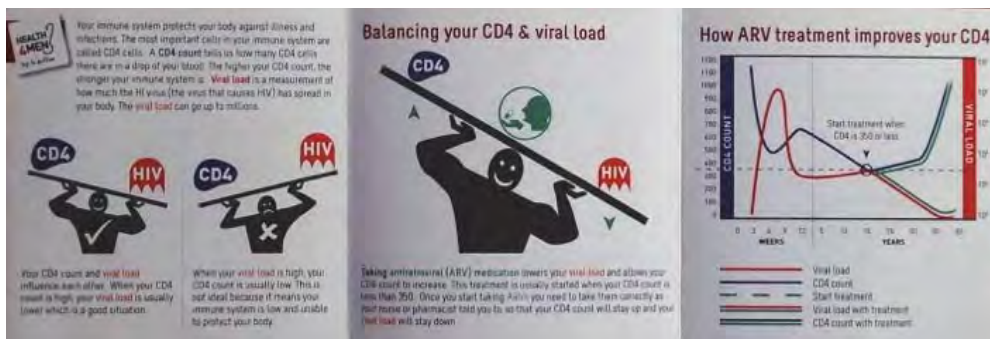 HEALTH
4MEN
Your immune system protects your body against illness and
infections. The most important cells in your immune system are
called CD4 cells. A CD4 count tells us how many CD4 cells
there are in a drop of your blood. The higher your CD4 count, the
stronger your immune system is. Viral load is a measurement of
how much the HI virus (the virus that causes HIV) has spread in
your body. The viral load can go up to millions.
CD4
HIV
CD4
HIV
Your CD4 count and viral load
influence each other. When your CD4
count is high, your viral load is usually
lower which is a good situation.
When your viral load is high, your
CD4 count is usually low. This is
not ideal because it means your
immune system is low and unable
to protect your body.
Balancing your CD4 & viral load
CD4
HIV
Taking antiretroviral (ARV) medication lowers your viral load and allows your
CD4 count to increase. This treatment is usually started when your CD4 count is
less than 350. Once you start taking you need to take them correctly as
your nurse or pharmacist told you to so that your CD4 count will stay up and your
viral load will stay down
How ARV treatment improves your CD4
CD4 COUNT
VIRAL LOAD
Start treatment when
CD4 is 350 or less
WEEKS
YEARS
Viral load
CD4 count
Start treatment
Viral load with treatment
CD4 count with treatment